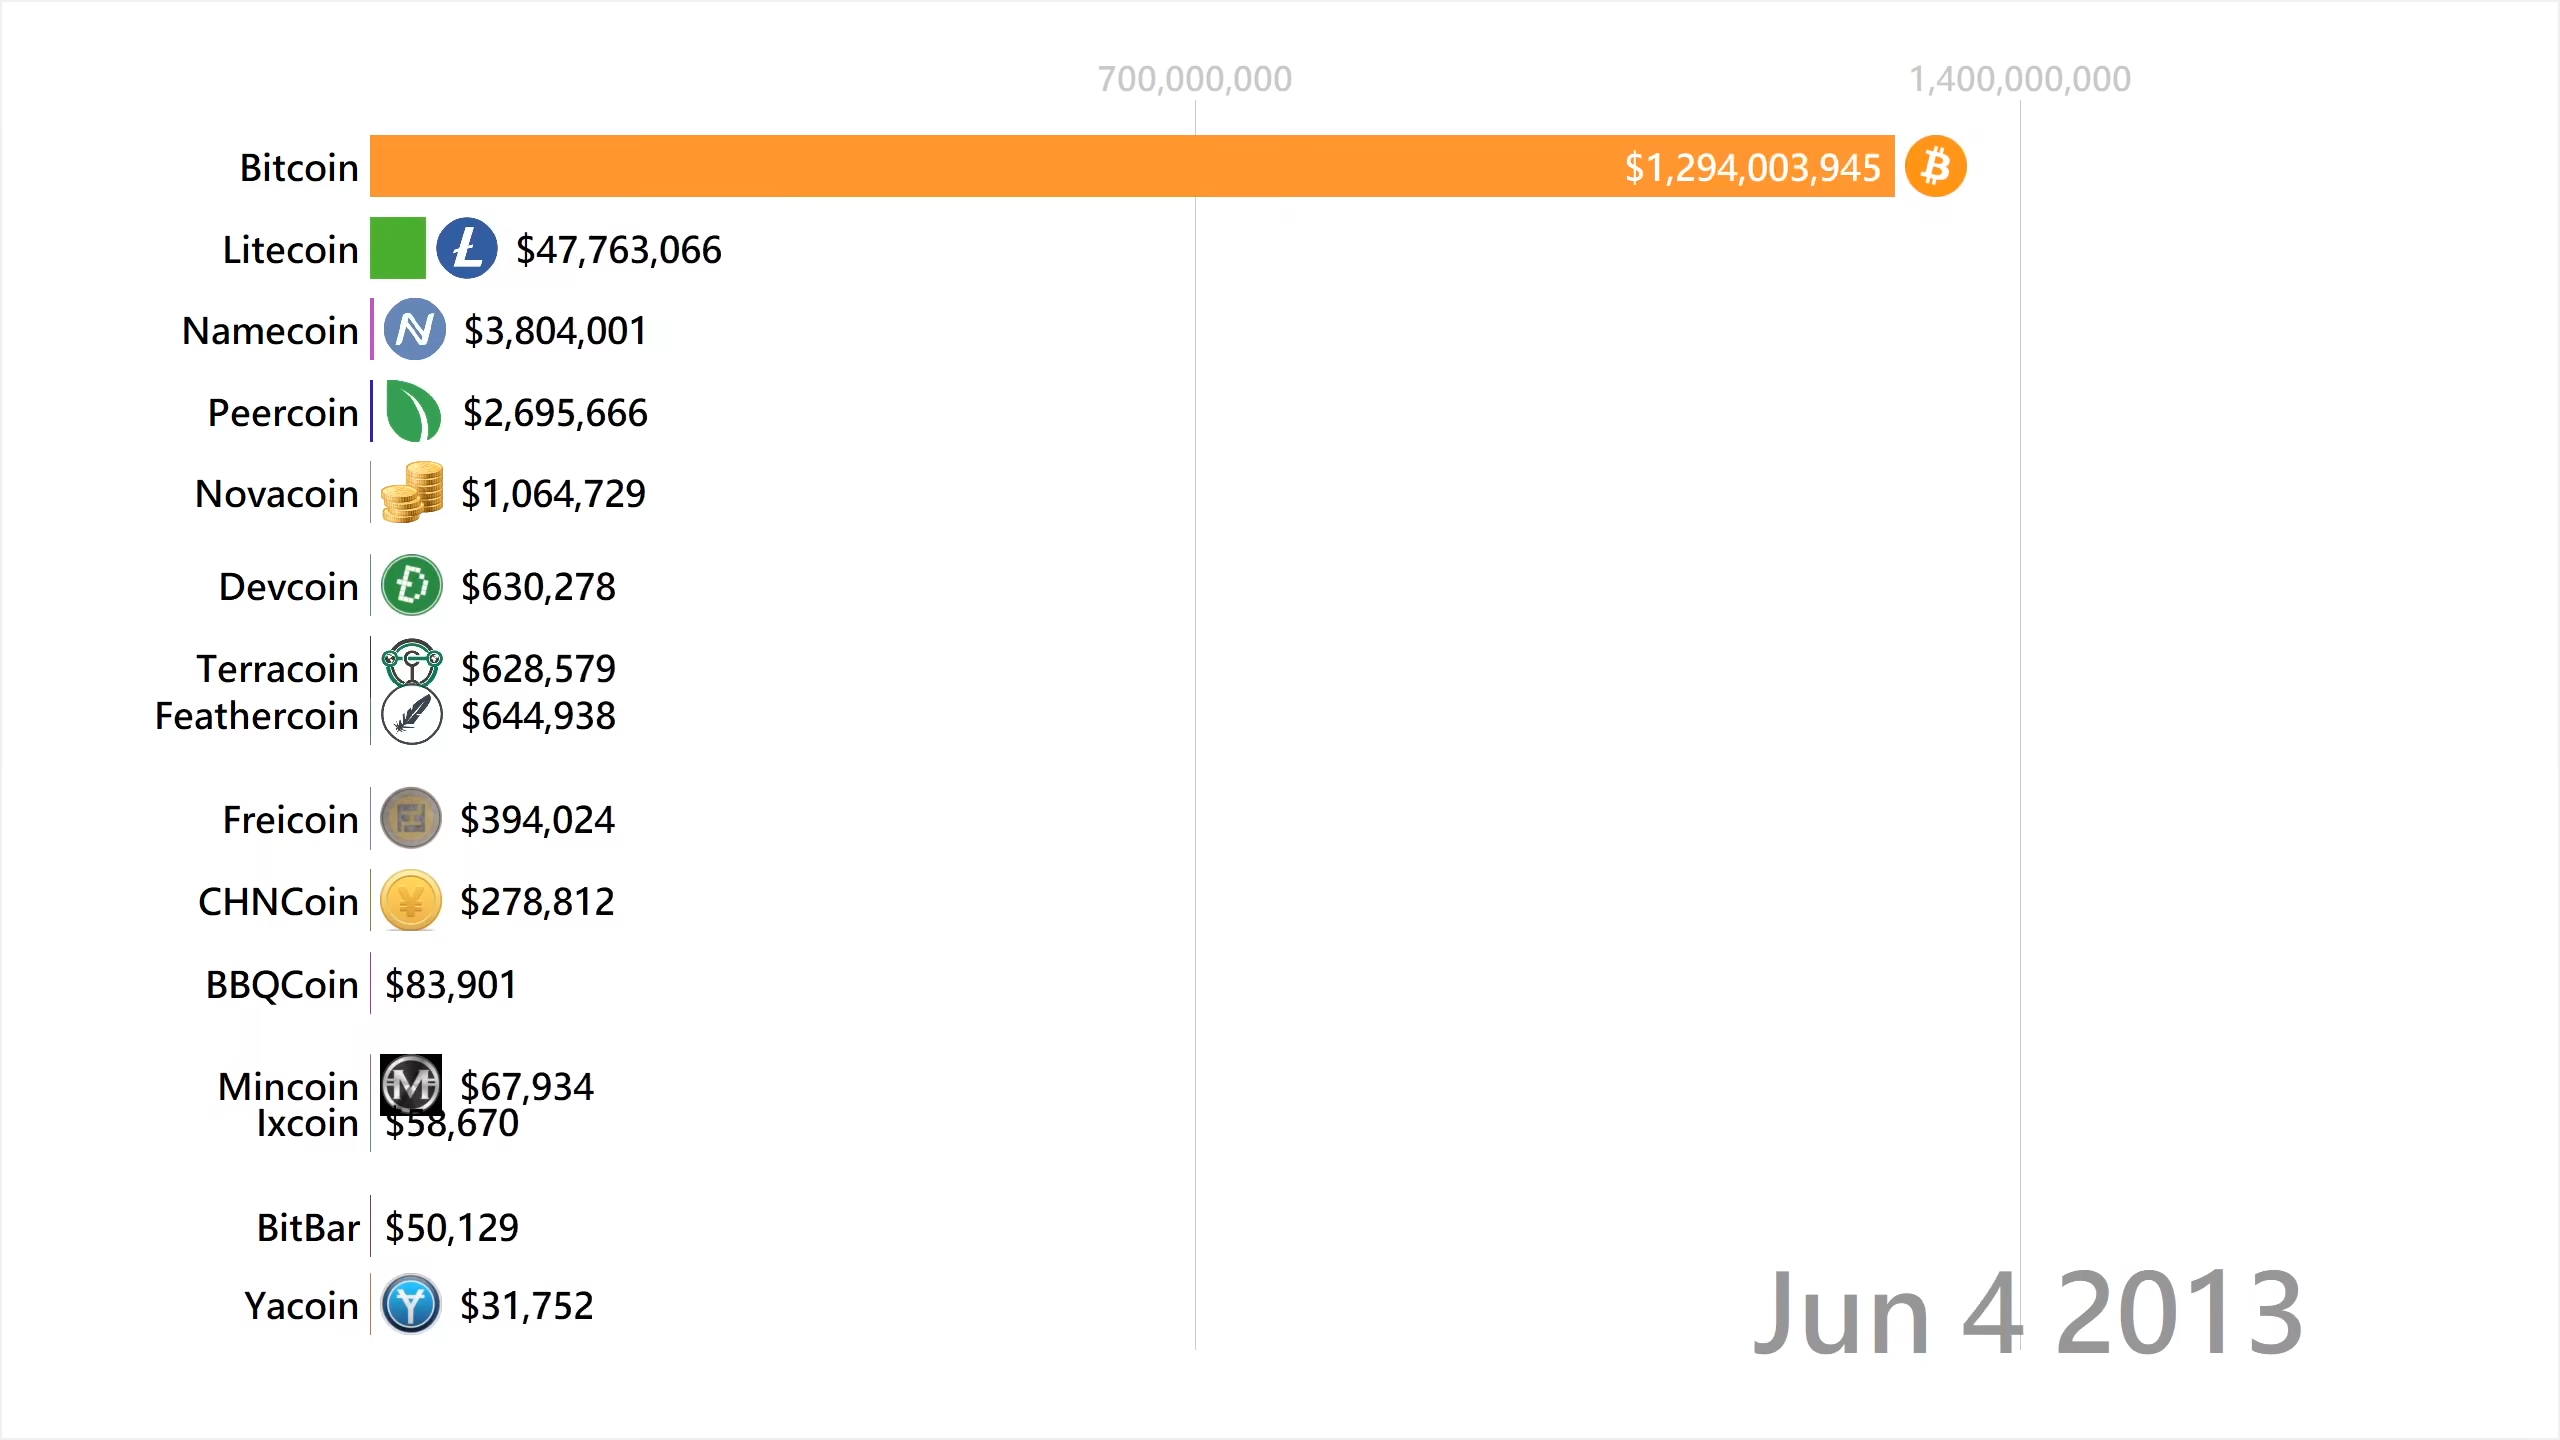 700,000,000 1,400,000,000
Bitcoin $1,294,003,945
Litecoin $47,763,066
Namecoin $3,804,001
Peercoin $2,695,666
Novacoin $1,064,729
Devcoin $630,278
Terracoin $628,579
Feathercoin $644,938
Freicoin $394,024
CHNCoin $278,812
BBQCoin $83,901
Mincoin $67,934
Ixcoin $58,670
BitBar $50,129
Yacoin $31,752
Jun 4 2013